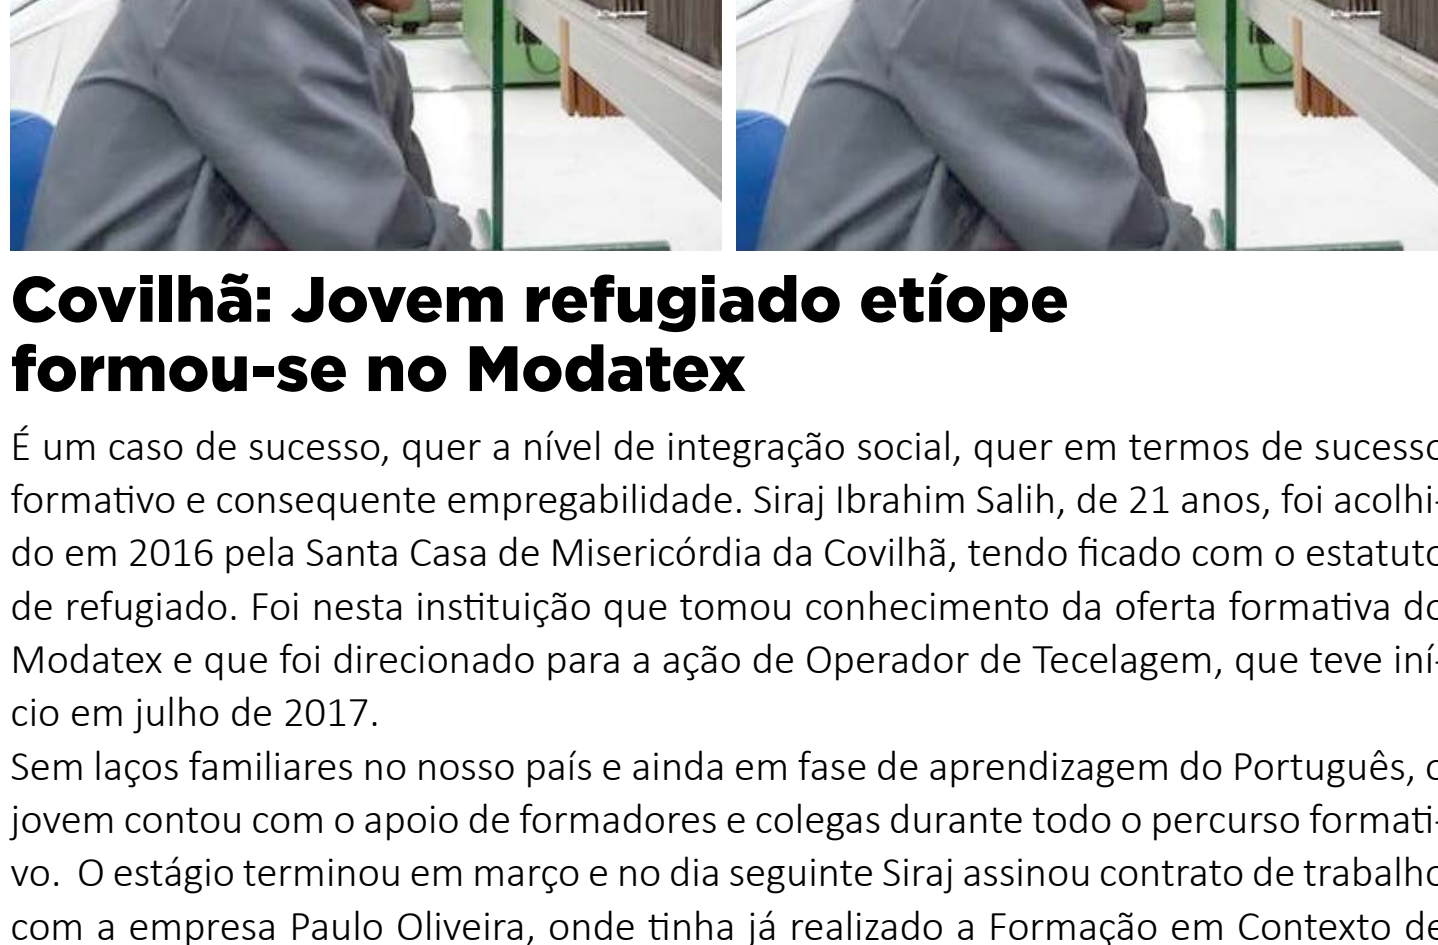 Covilhã: Jovem refugiado etíope
formou-se no Modatex
É um caso de sucesso, quer a nível de integração social, quer em termos de sucesso
formativo e consequente empregabilidade. Siraj Ibrahim Salih, de 21 anos, foi acolhi-
do em 2016 pela Santa Casa de Misericórdia da Covilhã, tendo ficado com o estatuto
de refugiado. Foi nesta instituição que tomou conhecimento da oferta formativa do
Modatex e que foi direcionado para a ação de Operador de Tecelagem, que teve iní-
cio em julho de 2017.
Sem laços familiares no nosso país e ainda em fase de aprendizagem do Português, o
jovem contou com o apoio de formadores e colegas durante todo o percurso formati-
vo. O estágio terminou em março e no dia seguinte Siraj assinou contrato de trabalho
com a empresa Paulo Oliveira, onde tinha já realizado a Formação em Contexto de